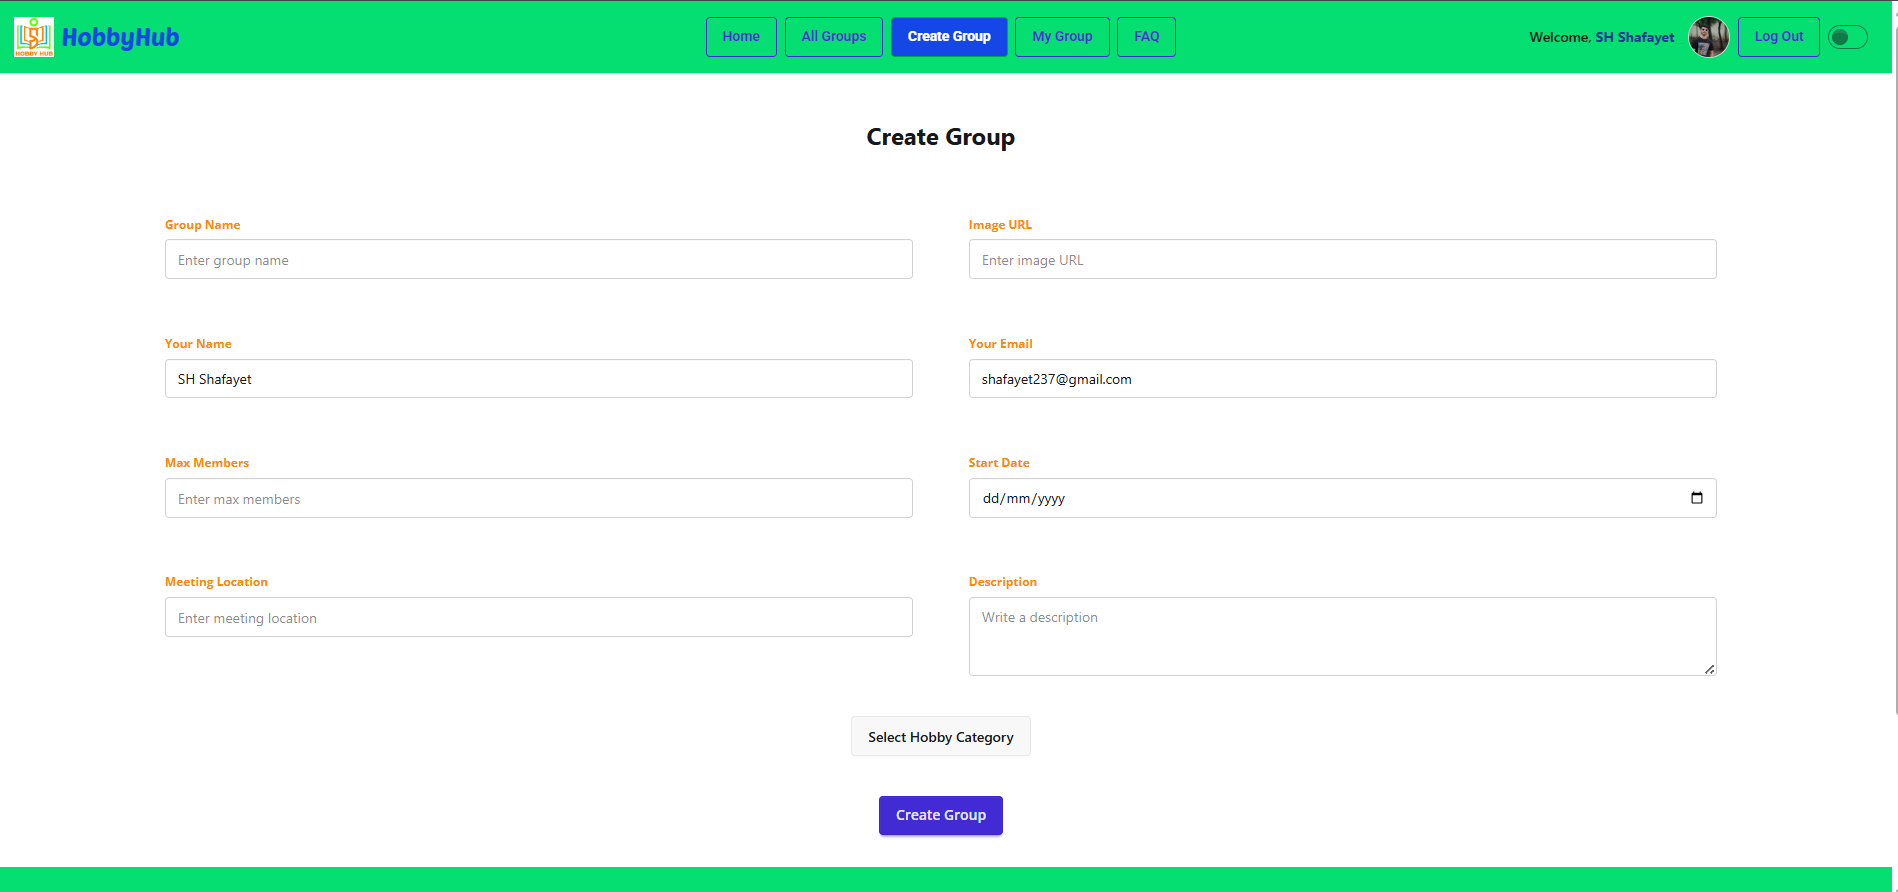 HOBBY HUB
HobbyHub
Home
All Groups
Create Group
My Group
FAQ
Welcome, SH Shafayet
Log Out
Create Group
Group Name
Image URL
Enter group name
Enter image URL
Your Name
Your Email
SH Shafayet
shafayet237@gmail.com
Max Members
Start Date
Enter max members
dd/mm/yyyy
Meeting Location
Description
Enter meeting location
Write a description
Select Hobby Category
Create Group